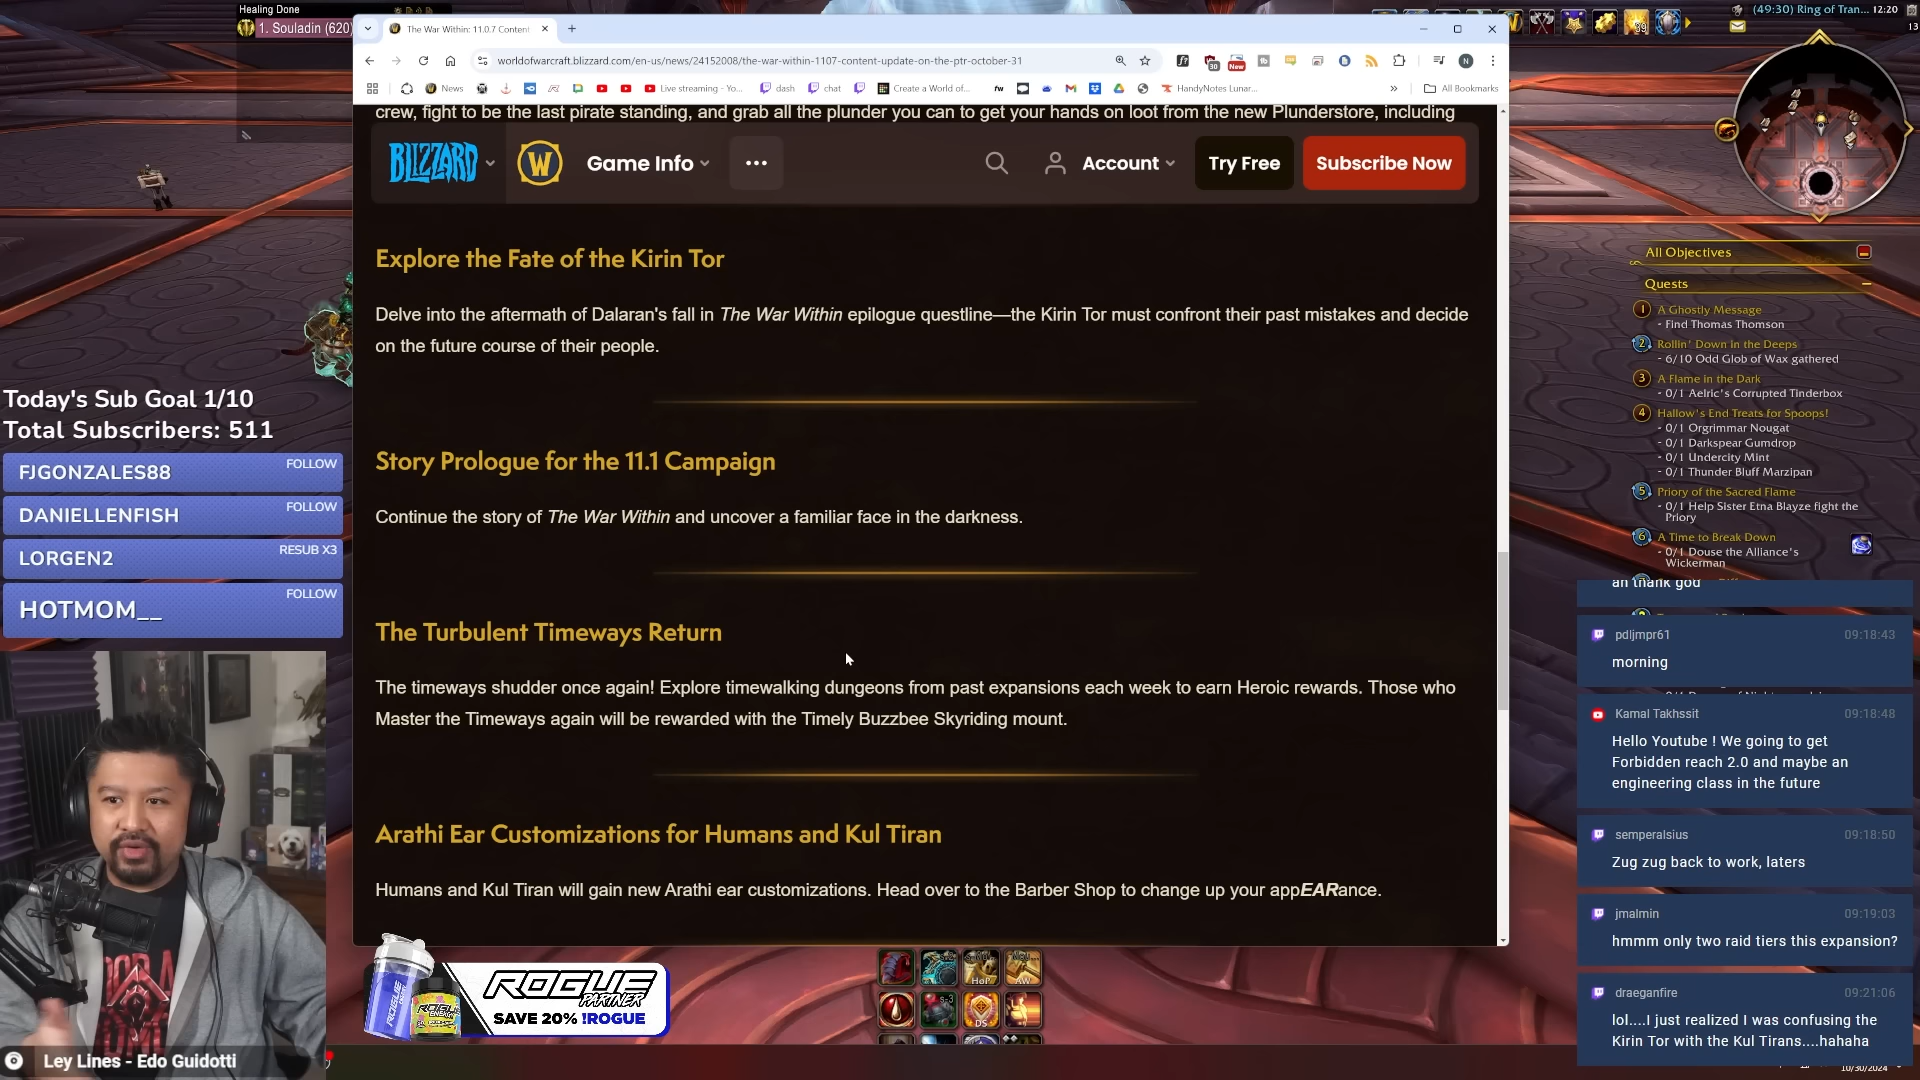 Healing Done
1. Souladin (620)
The War Within: 11.0.7 Content
worldofwarcraft.blizzard.com/en-us/news/24152008/the-war-within-1107-content-update-on-the-ptr-october-31
News
Live streaming - Yo...
dash
chat
Create a World of...
HandyNotes Lunar...
All Bookmarks
(49:30) Ring of Tran...
12:20
13
crew, fight to be the last pirate standing, and grab all the plunder you can to get your hands on loot from the new Plunderstore, including
BLIZZARD
Game Info
Account
Try Free
Subscribe Now
Explore the Fate of the Kirin Tor
Delve into the aftermath of Dalaran's fall in The War Within epilogue questline—the Kirin Tor must confront their past mistakes and decide
on the future course of their people.
Story Prologue for the 11.1 Campaign
Continue the story of The War Within and uncover a familiar face in the darkness.
The Turbulent Timeways Return
The timeways shudder once again! Explore timewalking dungeons from past expansions each week to earn Heroic rewards. Those who
Master the Timeways again will be rewarded with the Timely Buzzbee Skyriding mount.
Arathi Ear Customizations for Humans and Kul Tiran
Humans and Kul Tiran will gain new Arathi ear customizations. Head over to the Barber Shop to change up your appEARance.
Today's Sub Goal 1/10
Total Subscribers: 511
FJGONZALES88
FOLLOW
DANIELLENFISH
FOLLOW
LORGEN2
RESUB X3
HOTMOM__
FOLLOW
Ley Lines - Edo Guidotti
ROGUE
PARTNER
SAVE 20% !ROGUE
ROGUE
ENERGY
HoP
AW
DS
All Objectives
Quests
1 A Ghostly Message
- Find Thomas Thomson
2 Rollin' Down in the Deeps
- 6/10 Odd Glob of Wax gathered
3 A Flame in the Dark
- 0/1 Aelric's Corrupted Tinderbox
4 Hallow's End Treats for Spoops!
- 0/1 Orgrimmar Nougat
- 0/1 Darkspear Gumdrop
- 0/1 Undercity Mint
- 0/1 Thunder Bluff Marzipan
5 Priory of the Sacred Flame
- 0/1 Help Sister Etna Blayze fight the
Priory
6 A Time to Break Down
- 0/1 Douse the Alliance's
Wickerman
an thank god
pdljmpr61
09:18:43
morning
Kamal Takhssit
09:18:48
Hello Youtube ! We going to get
Forbidden reach 2.0 and maybe an
engineering class in the future
semperalsius
09:18:50
Zug zug back to work, laters
jmalmin
09:19:03
hmmm only two raid tiers this expansion?
draeganfire
09:21:06
lol....I just realized I was confusing the
Kirin Tor with the Kul Tirans....hahaha
10/30/2024